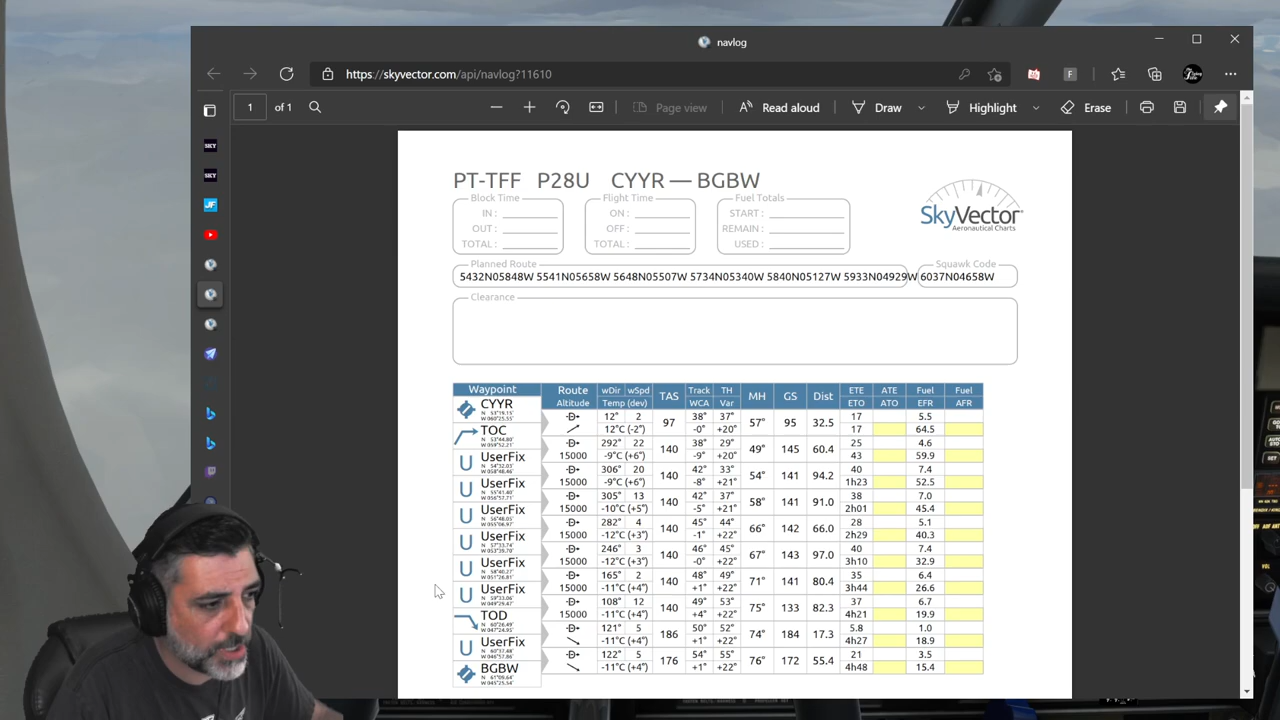 navlog
https://skyvector.com/api/navlog?11610
1 of 1 Page view Read aloud Draw Highlight Erase
PT-TFF P28U CYYR — BGBW
Block Time Flight Time Fuel Totals
IN: ON: START:
OUT: OFF: REMAIN:
TOTAL: TOTAL: USED:
SkyVector
Aeronautical Charts
Planned Route Squawk Code
5432N05848W 5541N05658W 5648N05507W 5734N05340W 5840N05127W 5933N04929W 6037N04658W
Clearance
Waypoint Route wDir wSpd TAS Track TH MH GS Dist ETE ATE Fuel Fuel
Altitude Temp (dev) WCA Var ETO ATO EFR AFR
CYYR
12° 2 97 38° 37° 57° 95 32.5 17 5.5
12°C (-2°) -0° +20° 17 64.5
TOC
292° 22 140 38° 29° 49° 145 60.4 25 4.6
15000 -9°C (+6°) -9° +20° 43 59.9
UserFix
306° 20 140 42° 33° 54° 141 94.2 40 7.4
15000 -9°C (+6°) -8° +21° 1h23 52.5
UserFix
305° 13 140 42° 37° 58° 141 91.0 38 7.0
15000 -10°C (+5°) -5° +21° 2h01 45.4
UserFix
282° 4 140 45° 44° 66° 142 66.0 28 5.1
15000 -12°C (+3°) -1° +22° 2h29 40.3
UserFix
246° 3 140 46° 45° 67° 143 97.0 40 7.4
15000 -12°C (+3°) -0° +22° 3h10 32.9
UserFix
165° 2 140 48° 49° 71° 141 80.4 35 6.4
15000 -11°C (+4°) +1° +22° 3h44 26.6
UserFix
108° 12 140 49° 53° 75° 133 82.3 37 6.7
15000 -11°C (+4°) +4° +22° 4h21 19.9
TOD
121° 5 186 50° 52° 74° 184 17.3 5.8 1.0
-11°C (+4°) +1° +22° 4h27 18.9
UserFix
122° 5 176 54° 55° 76° 172 55.4 21 3.5
-11°C (+4°) +1° +22° 4h48 15.4
BGBW